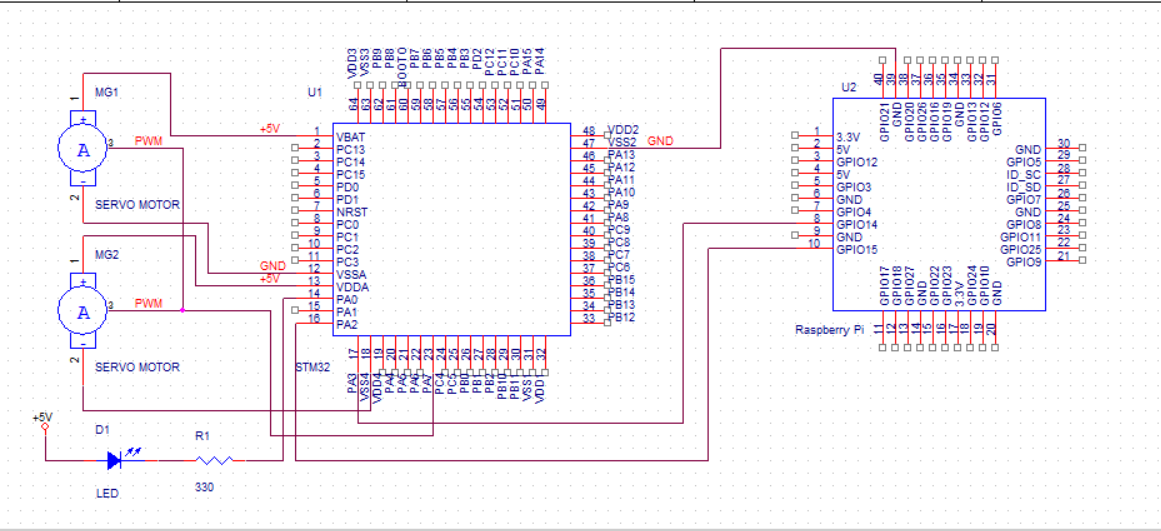 VDD3 VSS3 PB9 PB8 BOOTO PB7 PB6 PB5 PB4 PB3 PD2 PC12 PC11 PC10 PA15 PA14
64 63 62 61 60 59 58 57 56 55 54 53 52 51 50 49
U1
MG1
1
+
A
3
PWM
-
2
SERVO MOTOR
MG2
1
+
A
3
PWM
-
2
SERVO MOTOR
+5V
GND
+5V
1 VBAT
2 PC13
3 PC14
4 PC15
5 PD0
6 PD1
7 NRST
8 PC0
9 PC1
10 PC2
11 PC3
12 VSSA
13 VDDA
14 PA0
15 PA1
16 PA2
48 VDD2
47 VSS2 GND
46 PA13
45 PA12
44 PA11
43 PA10
42 PA9
41 PA8
40 PC9
39 PC8
38 PC7
37 PC6
36 PB15
35 PB14
34 PB13
33 PB12
17 18 19 20 21 22 23 24 25 26 27 28 29 30 31 32
PA3 VSS4 VDD4 PA4 PA5 PA6 PA7 PC4 PC5 PB0 PB1 PB2 PB10 PB11 VSS1 VDD1
STM32
U2
40 39 38 37 36 35 34 33 32 31
GPIO21 GND GPIO20 GPIO26 GPIO16 GPIO19 GND GPIO13 GPIO12 GPIO6
1 3.3V
2 5V
3 GPIO12
4 5V
5 GPIO3
6 GND
7 GPIO4
8 GPIO14
9 GND
10 GPIO15
GND 30
GPIO5 29
ID_SC 28
ID_SD 27
GPIO7 26
GND 25
GPIO8 24
GPIO11 23
GPIO25 22
GPIO9 21
GPIO17 GPIO18 GPIO27 GND GPIO22 GPIO23 3.3V GPIO24 GPIO10 GND
11 12 13 14 15 16 17 18 19 20
Raspberry Pi
+5V
D1
LED
R1
330